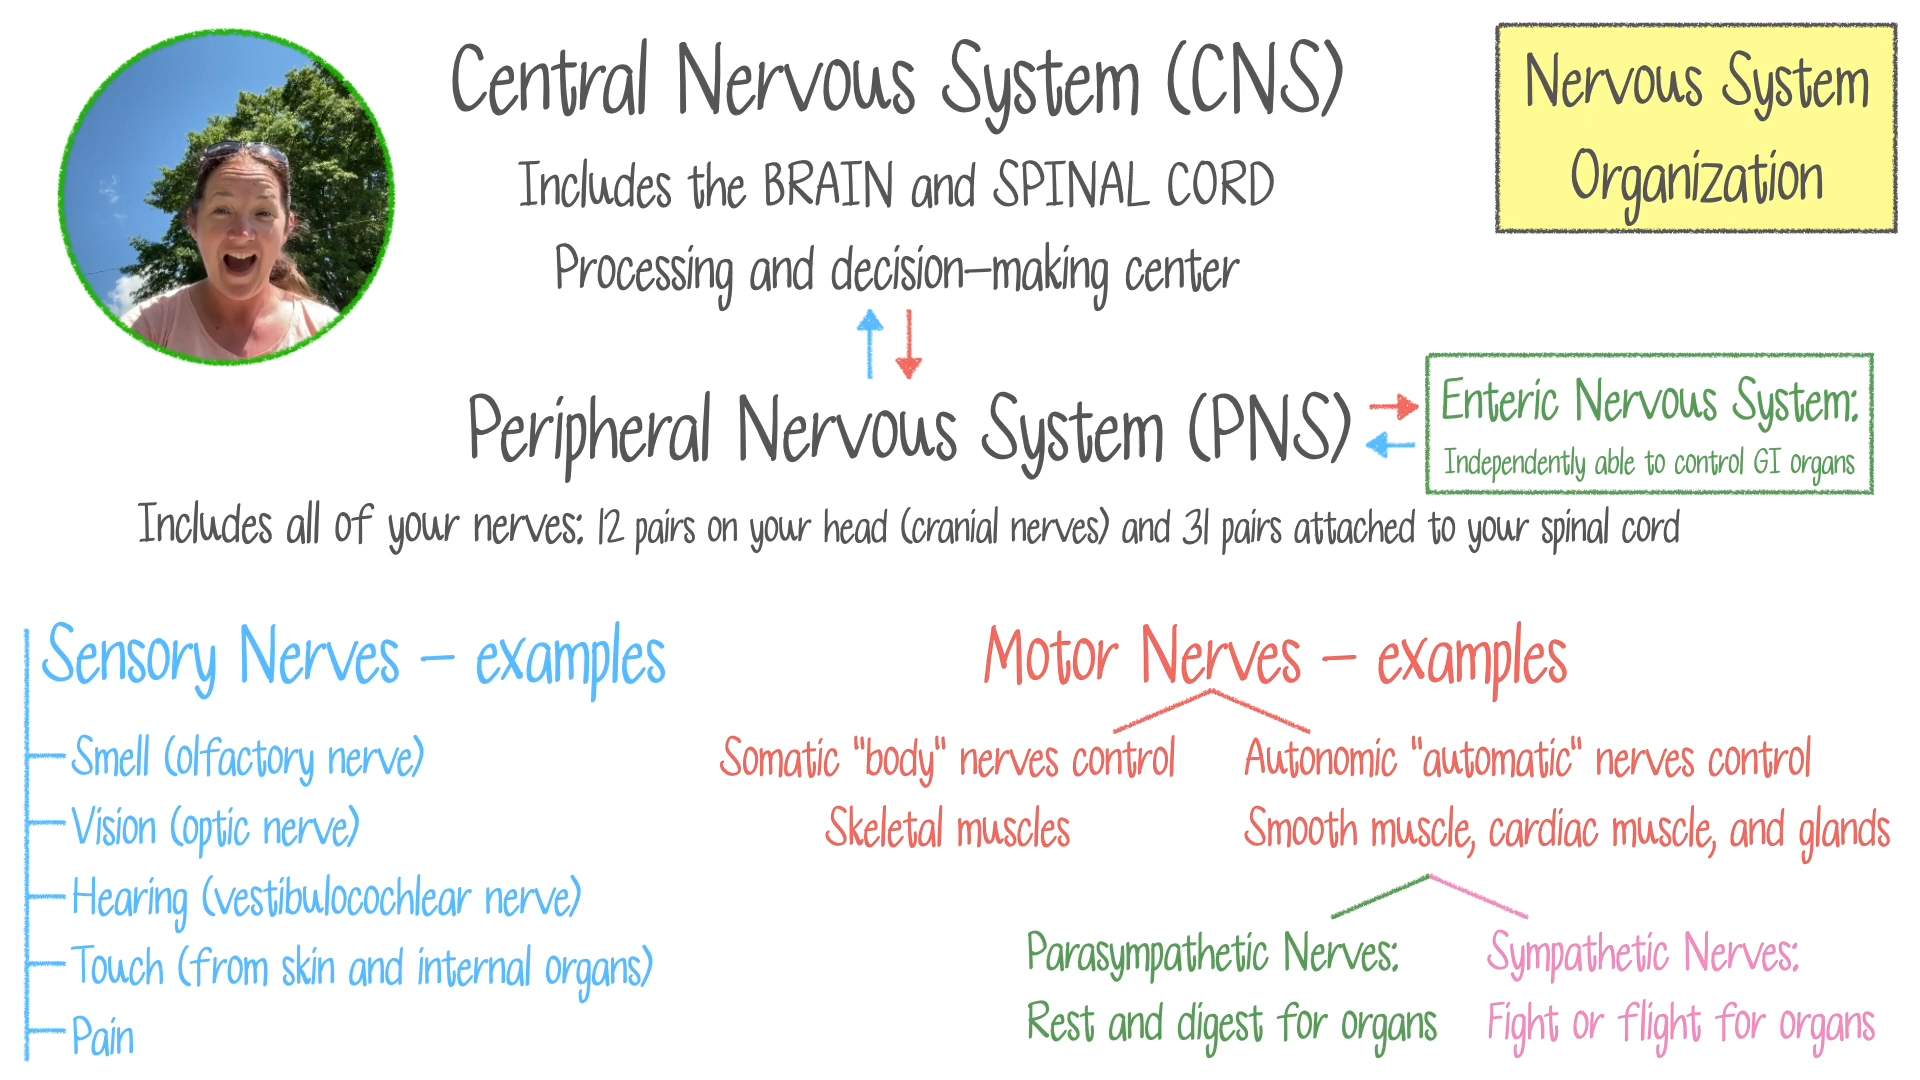 Central Nervous System (CNS)
Includes the BRAIN and SPINAL CORD
Processing and decision-making center
Nervous System
Organization
Peripheral Nervous System (PNS)
Enteric Nervous System:
Independently able to control GI organs
Includes all of your nerves: 12 pairs on your head (cranial nerves) and 31 pairs attached to your spinal cord
Sensory Nerves - examples
Smell (olfactory nerve)
Vision (optic nerve)
Hearing (vestibulocochlear nerve)
Touch (from skin and internal organs)
Pain
Motor Nerves - examples
Somatic "body" nerves control
Skeletal muscles
Autonomic "automatic" nerves control
Smooth muscle, cardiac muscle, and glands
Parasympathetic Nerves:
Rest and digest for organs
Sympathetic Nerves:
Fight or flight for organs